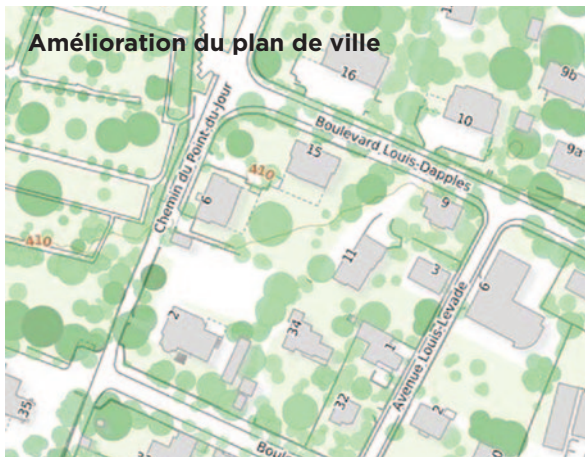 Amélioration du plan de ville
16
9b
10
9a
Boulevard Louis-Dapples
Chemin du Point-du-Jour
15
410
6
9
410
11
3
6
2
34
1
Avenue Louis-Levade
32
2
35